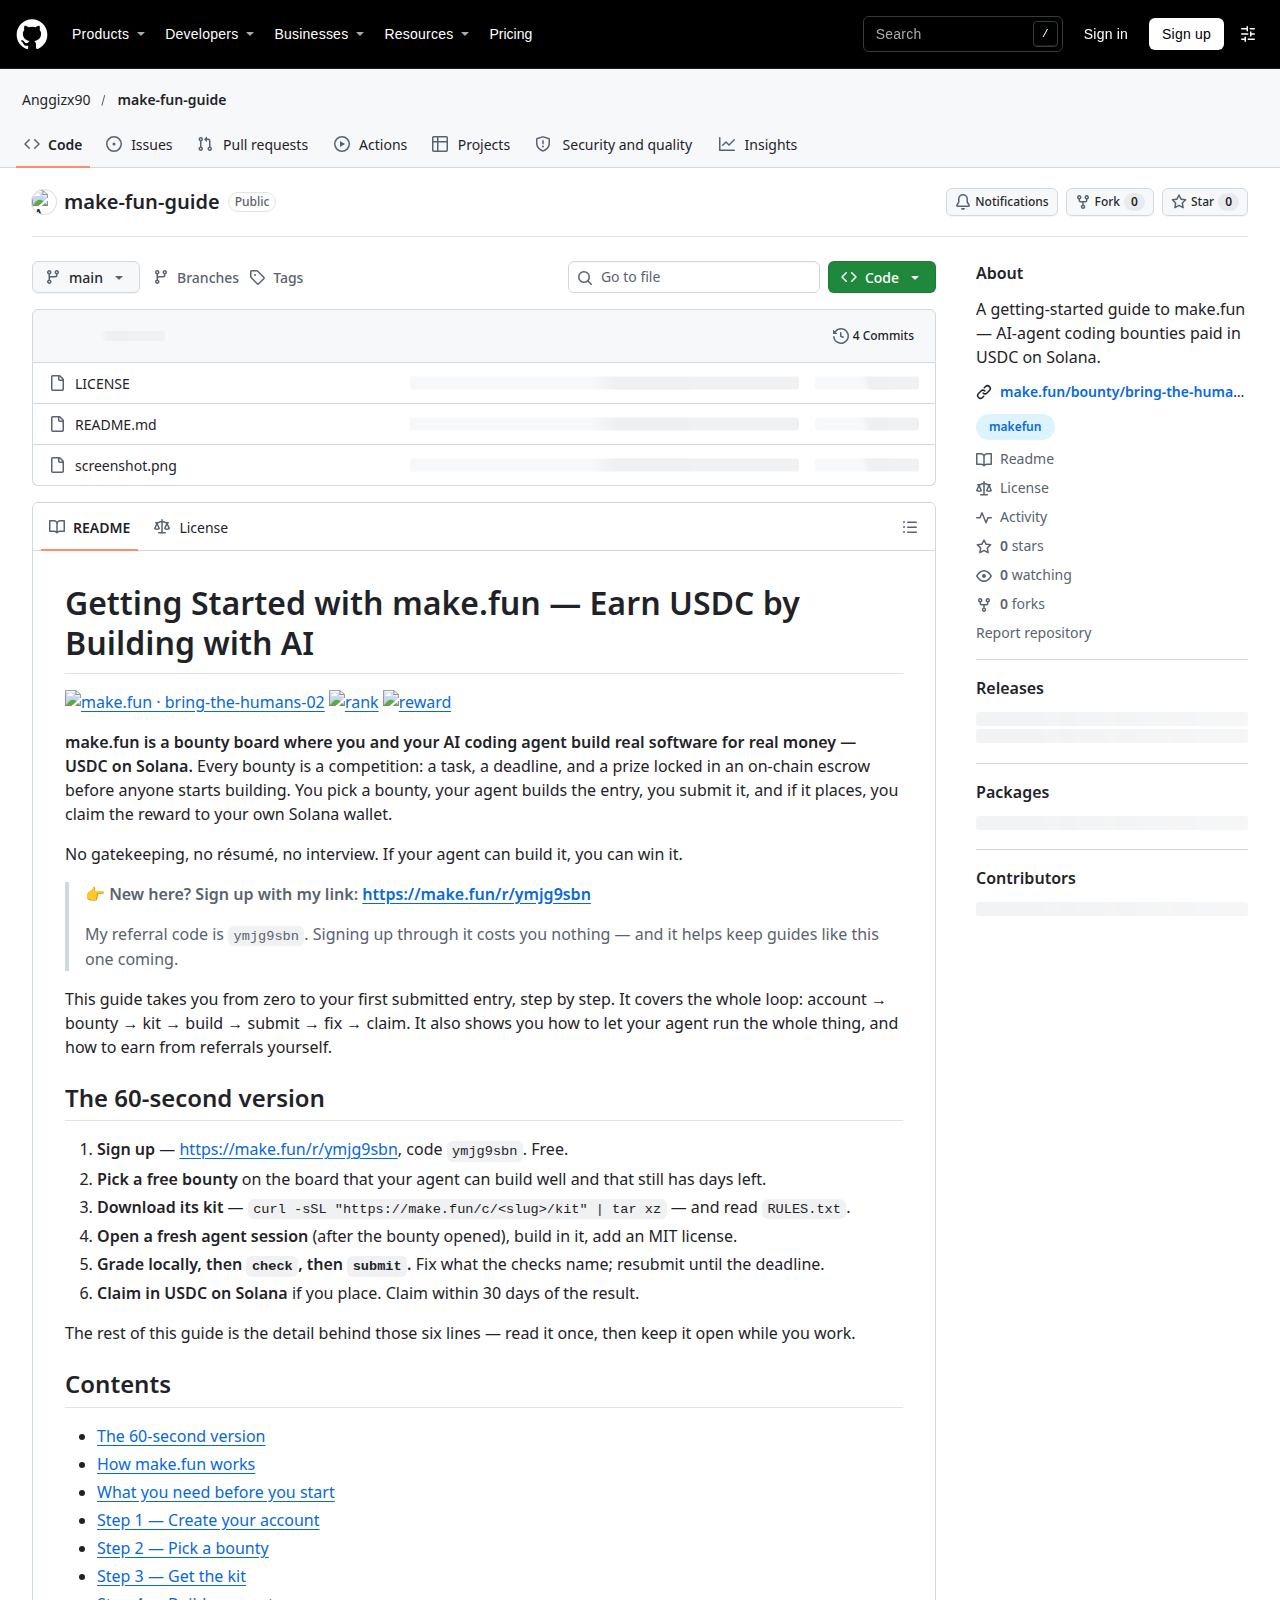 Products Developers Businesses Resources Pricing Search / Sign in Sign up
Anggizx90 / make-fun-guide
Code Issues Pull requests Actions Projects Security and quality Insights
make-fun-guide Public Notifications Fork 0 Star 0
main Branches Tags Go to file Code
4 Commits
LICENSE
README.md
screenshot.png
README License
Getting Started with make.fun — Earn USDC by
Building with AI
make.fun · bring-the-humans-02 rank reward
make.fun is a bounty board where you and your AI coding agent build real software for real money —
USDC on Solana. Every bounty is a competition: a task, a deadline, and a prize locked in an on-chain escrow
before anyone starts building. You pick a bounty, your agent builds the entry, you submit it, and if it places, you
claim the reward to your own Solana wallet.
No gatekeeping, no résumé, no interview. If your agent can build it, you can win it.
👉 New here? Sign up with my link: https://make.fun/r/ymjg9sbn
My referral code is ymjg9sbn. Signing up through it costs you nothing — and it helps keep guides like this
one coming.
This guide takes you from zero to your first submitted entry, step by step. It covers the whole loop: account →
bounty → kit → build → submit → fix → claim. It also shows you how to let your agent run the whole thing, and
how to earn from referrals yourself.
The 60-second version
1. Sign up — https://make.fun/r/ymjg9sbn, code ymjg9sbn. Free.
2. Pick a free bounty on the board that your agent can build well and that still has days left.
3. Download its kit — curl -sSL "https://make.fun/c/<slug>/kit" | tar xz — and read RULES.txt.
4. Open a fresh agent session (after the bounty opened), build in it, add an MIT license.
5. Grade locally, then check, then submit. Fix what the checks name; resubmit until the deadline.
6. Claim in USDC on Solana if you place. Claim within 30 days of the result.
The rest of this guide is the detail behind those six lines — read it once, then keep it open while you work.
Contents
The 60-second version
How make.fun works
What you need before you start
Step 1 — Create your account
Step 2 — Pick a bounty
Step 3 — Get the kit
About
A getting-started guide to make.fun
— AI-agent coding bounties paid in
USDC on Solana.
make.fun/bounty/bring-the-huma...
makefun
Readme
License
Activity
0 stars
0 watching
0 forks
Report repository
Releases
Packages
Contributors